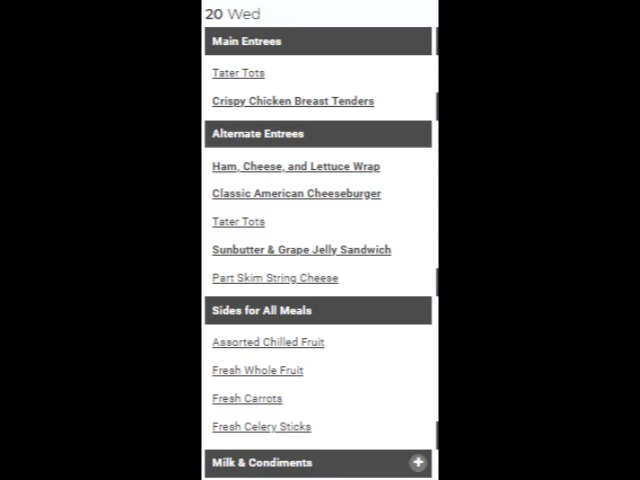 20 Wed
Main Entrees
Tater Tots
Crispy Chicken Breast Tenders
Alternate Entrees
Ham, Cheese, and Lettuce Wrap
Classic American Cheeseburger
Tater Tots
Sunbutter & Grape Jelly Sandwich
Part Skim String Cheese
Sides for All Meals
Assorted Chilled Fruit
Fresh Whole Fruit
Fresh Carrots
Fresh Celery Sticks
Milk & Condiments +